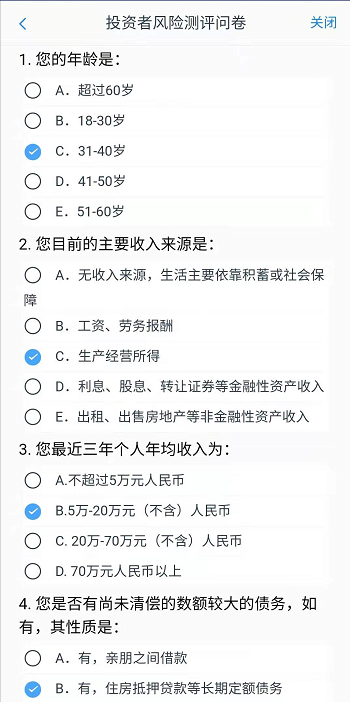 投资者风险测评问卷 关闭
1. 您的年龄是：
A．超过60岁
B．18-30岁
C．31-40岁
D．41-50岁
E．51-60岁
2. 您目前的主要收入来源是：
A．无收入来源，生活主要依靠积蓄或社会保
障
B．工资、劳务报酬
C．生产经营所得
D．利息、股息、转让证券等金融性资产收入
E．出租、出售房地产等非金融性资产收入
3. 您最近三年个人年均收入为：
A.不超过5万元人民币
B.5万-20万元（不含）人民币
C. 20万-70万元（不含）人民币
D. 70万元人民币以上
4. 您是否有尚未清偿的数额较大的债务，如
有，其性质是：
A．有，亲朋之间借款
B．有，住房抵押贷款等长期定额债务